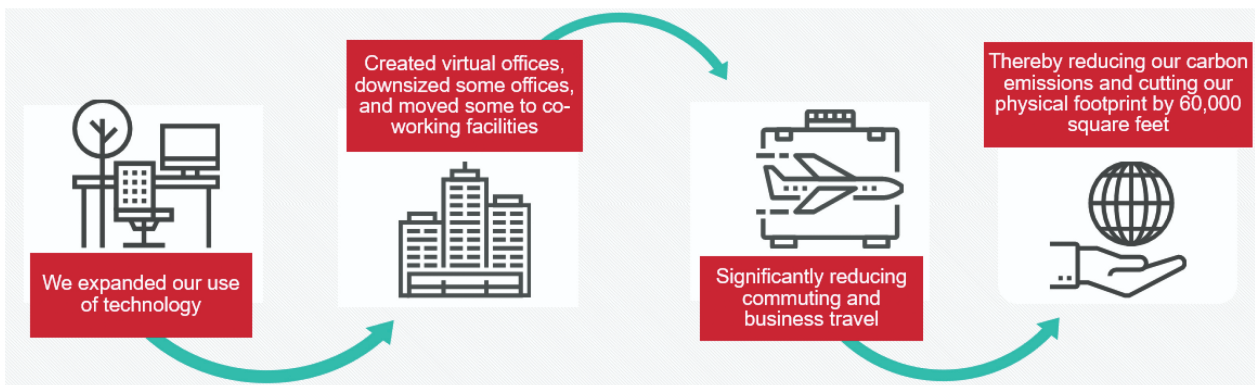 We expanded our use
of technology
Created virtual offices,
downsized some offices,
and moved some to co-
working facilities
Significantly reducing
commuting and
business travel
Thereby reducing our carbon
emissions and cutting our
physical footprint by 60,000
square feet